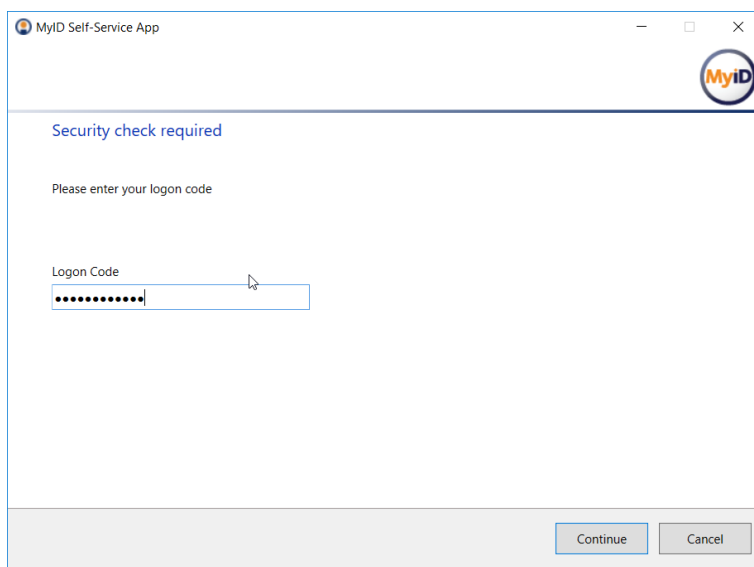 MyID Self-Service App
MyiD
Security check required
Please enter your logon code
Logon Code
••••••••••••
Continue
Cancel